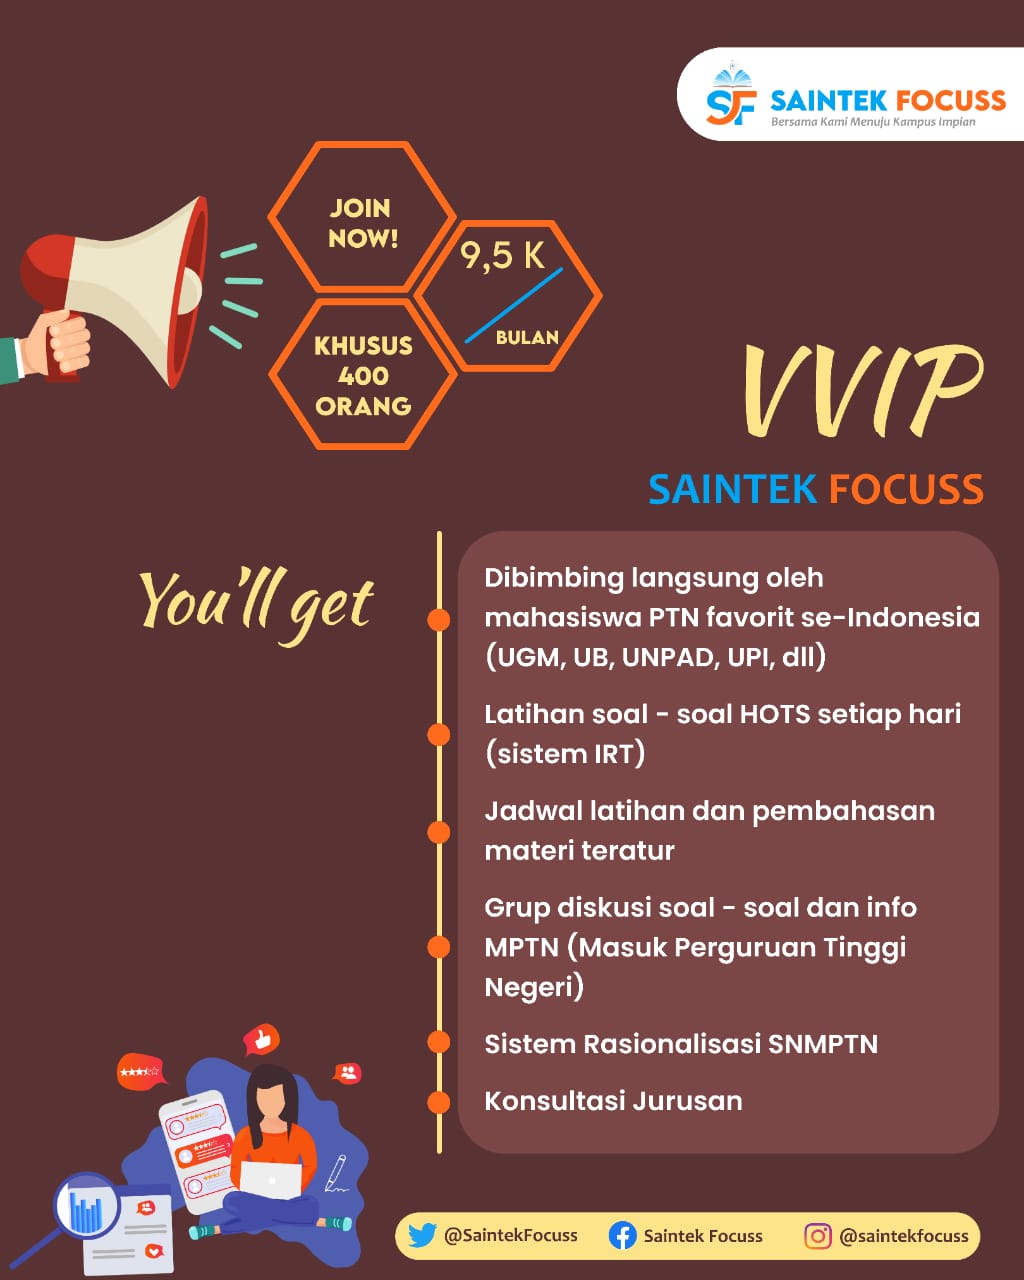 SF SAINTEK FOCUSS
Bersama Kami Menuju Kampus Impian
JOIN
NOW!
9,5 K
BULAN
KHUSUS
400
ORANG
VVIP
SAINTEK FOCUSS
You'll get
Dibimbing langsung oleh
mahasiswa PTN favorit se-Indonesia
(UGM, UB, UNPAD, UPI, dll)
Latihan soal - soal HOTS setiap hari
(sistem IRT)
Jadwal latihan dan pembahasan
materi teratur
Grup diskusi soal - soal dan info
MPTN (Masuk Perguruan Tinggi
Negeri)
Sistem Rasionalisasi SNMPTN
Konsultasi Jurusan
@SaintekFocuss
Saintek Focuss
@saintekfocuss